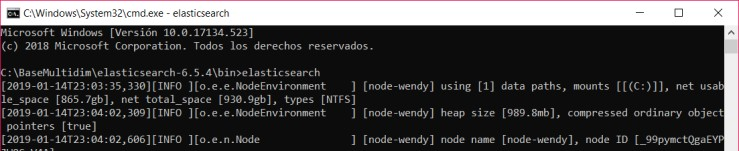 C:\Windows\System32\cmd.exe - elasticsearch
Microsoft Windows [Versión 10.0.17134.523]
(c) 2018 Microsoft Corporation. Todos los derechos reservados.
C:\BaseMultidim\elasticsearch-6.5.4\bin>elasticsearch
[2019-01-14T23:03:35,330][INFO ][o.e.e.NodeEnvironment    ] [node-wendy] using [1] data paths, mounts [[(C:)]], net usab
le_space [865.7gb], net total_space [930.9gb], types [NTFS]
[2019-01-14T23:04:02,309][INFO ][o.e.e.NodeEnvironment    ] [node-wendy] heap size [989.8mb], compressed ordinary object
pointers [true]
[2019-01-14T23:04:02,606][INFO ][o.e.n.Node               ] [node-wendy] node name [node-wendy], node ID [_99pymctQgaEYP